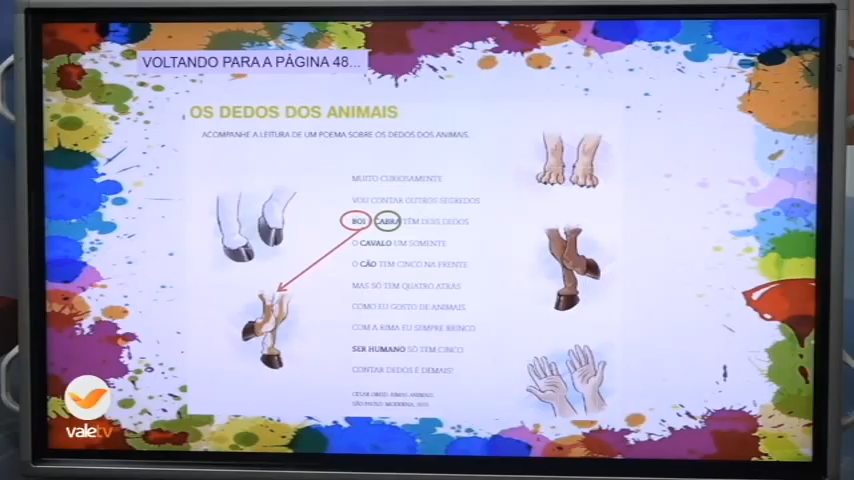 VOLTANDO PARA A PÁGINA 48...
OS DEDOS DOS ANIMAIS
ACOMPANHE A LEITURA DE UM POEMA SOBRE OS DEDOS DOS ANIMAIS.
MUITO CURIOSAMENTE
VOU CONTAR OUTROS SEGREDOS
BOI E CABRA TÊM DOIS DEDOS
O CAVALO UM SOMENTE
O CÃO TEM CINCO NA FRENTE
MAS SÓ TEM QUATRO ATRÁS
COMO EU GOSTO DE ANIMAIS
COM A RIMA EU SEMPRE BRINCO
SER HUMANO SÓ TEM CINCO
CONTAR DEDOS É DEMAIS!
SÃO PAULO: MODERNA,
valetv